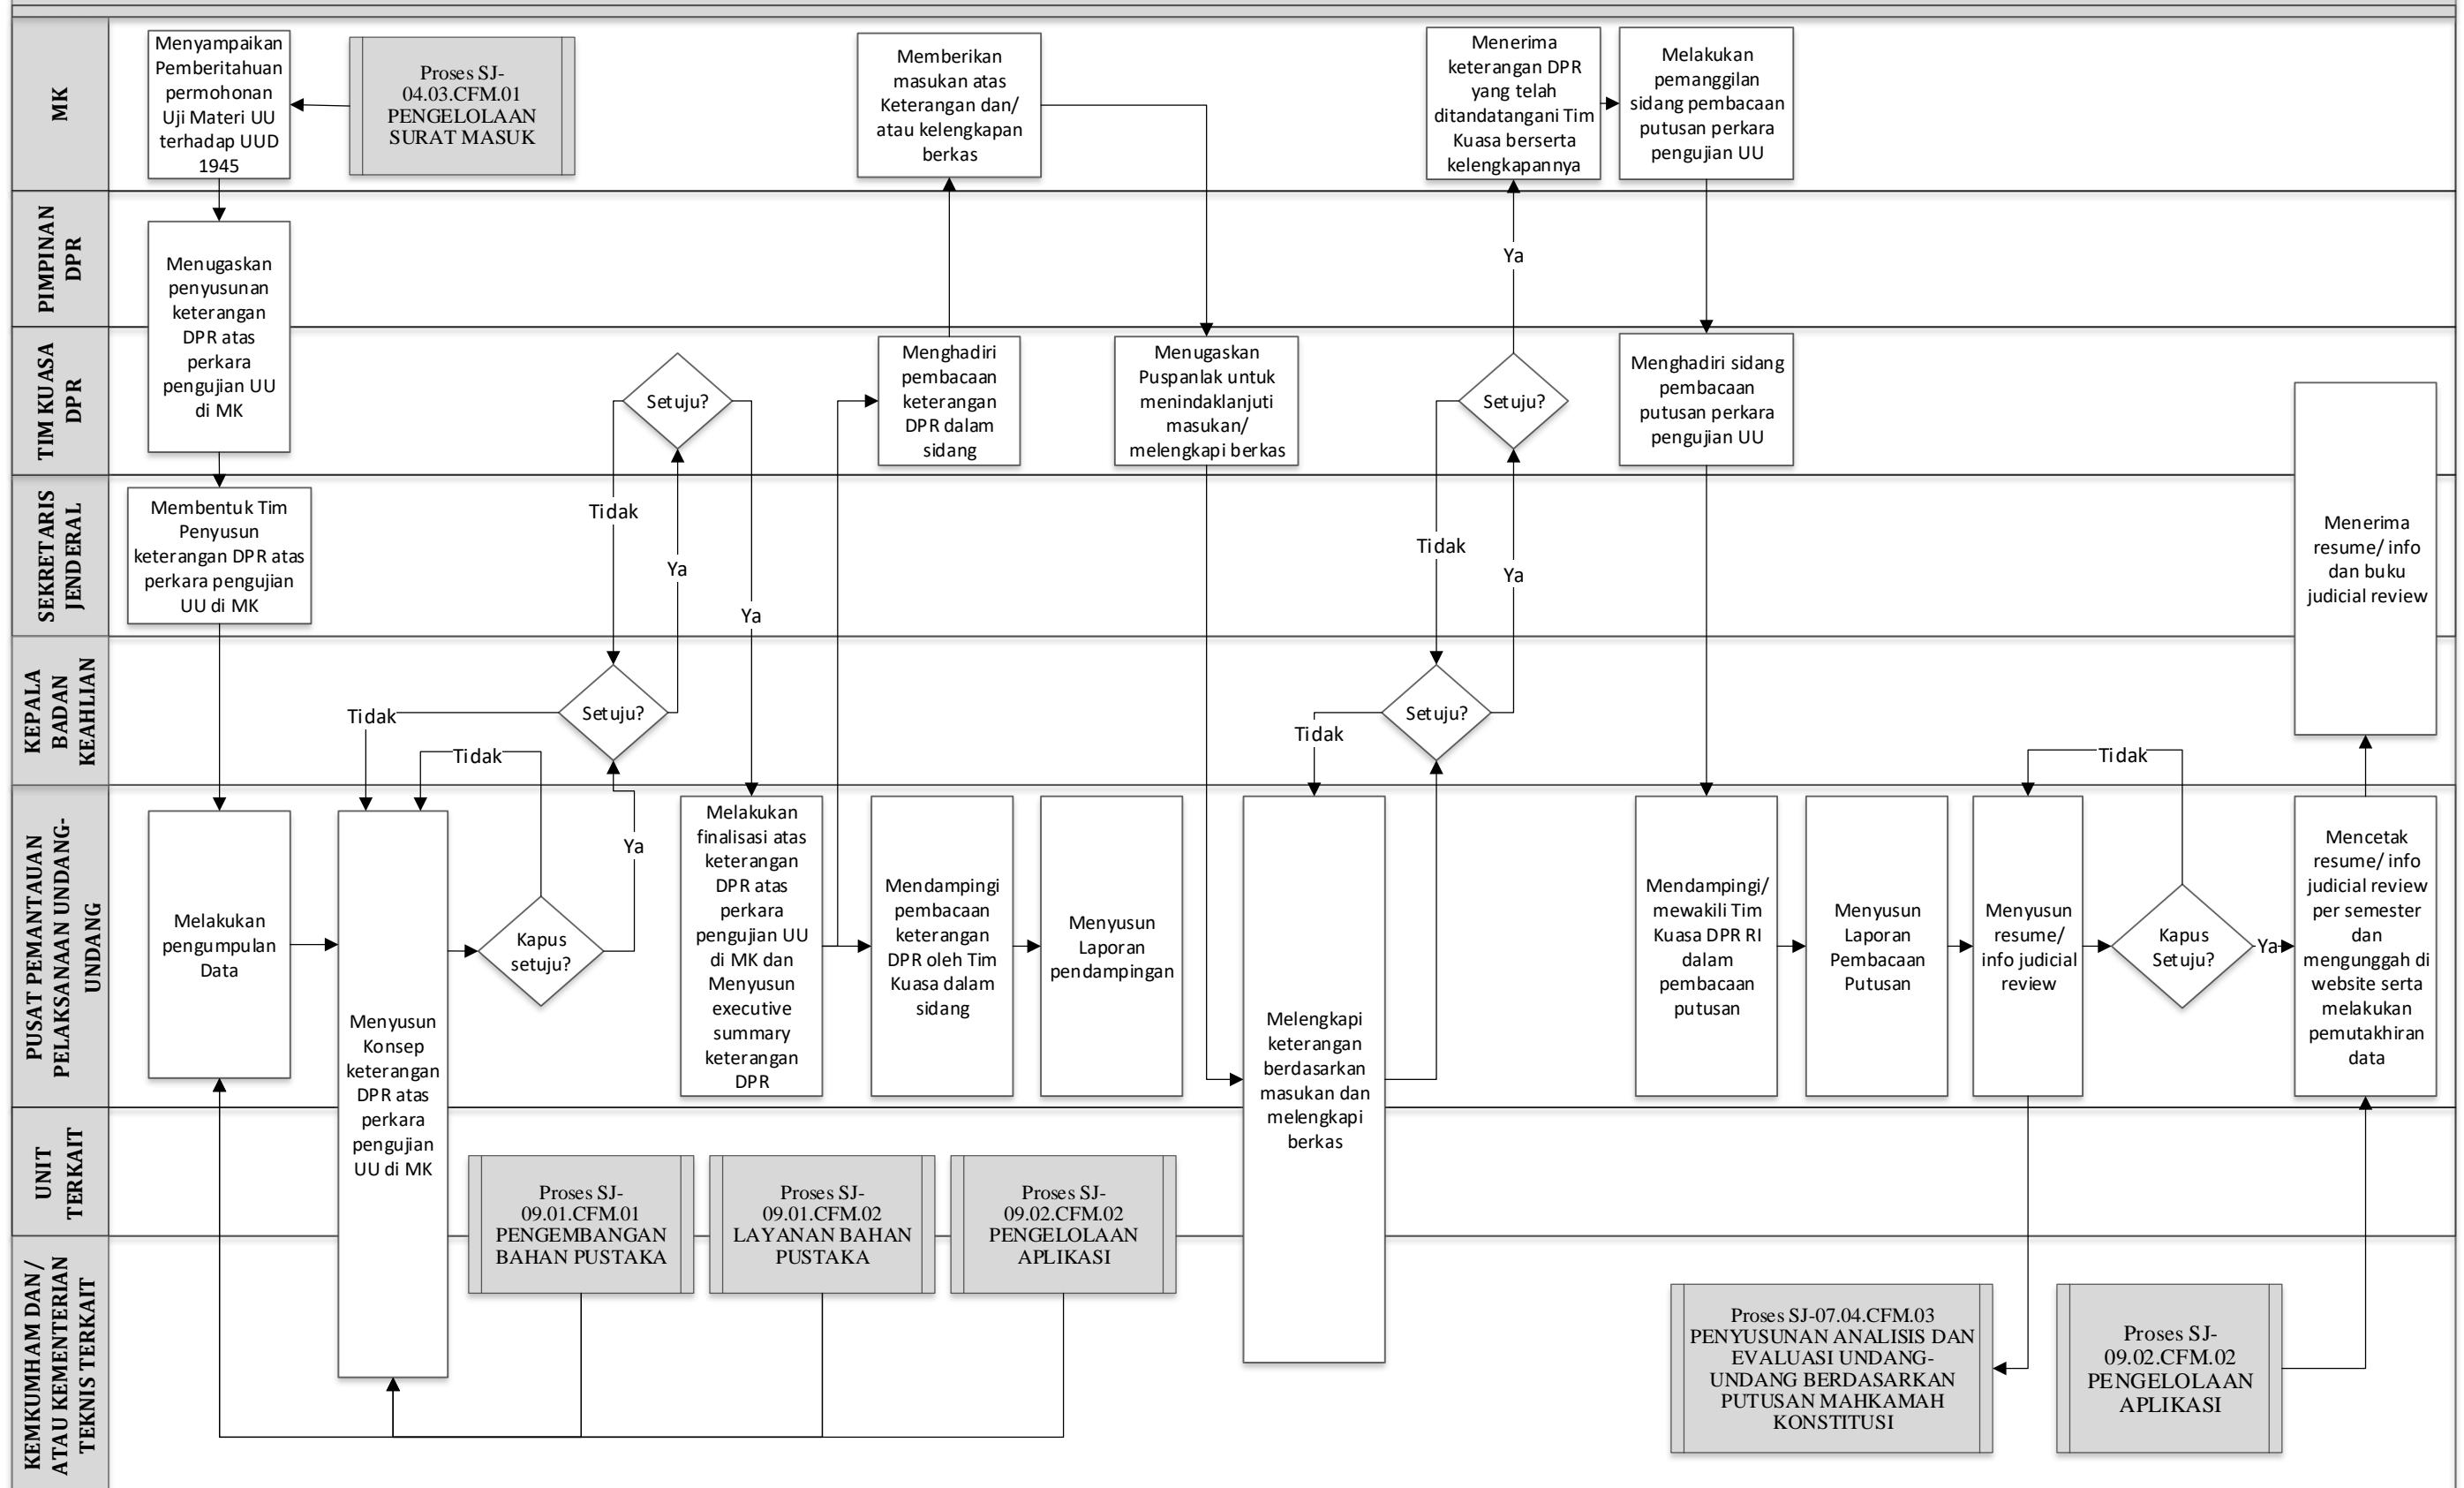 MK
Menyampaikan
Pemberitahuan
permohonan
Uji Materi UU
terhadap UUD
1945
Proses SJ-
04.03.CFM.01
PENGELOLAAN
SURAT MASUK
Memberikan
masukan atas
Keterangan dan/
atau kelengkapan
berkas
Menerima
keterangan DPR
yang telah
ditandatangani Tim
Kuasa berserta
kelengkapannya
Melakukan
pemanggilan
sidang pembacaan
putusan perkara
pengujian UU
PIMPINAN
DPR
Menugaskan
penyusunan
keterangan
DPR atas
perkara
pengujian UU
di MK
Ya
TIM KUASA
DPR
Setuju?
Menghadiri
pembacaan
keterangan
DPR dalam
sidang
Menugaskan
Puspanlak untuk
menindaklanjuti
masukan/
melengkapi berkas
Setuju?
Menghadiri sidang
pembacaan
putusan perkara
pengujian UU
SEKRETARIS
JENDERAL
Membentuk Tim
Penyusun
keterangan DPR atas
perkara pengujian
UU di MK
Tidak
Ya
Ya
Tidak
Ya
Menerima
resume/ info
dan buku
judicial review
KEPALA
BADAN
KEAHLIAN
Tidak
Setuju?
Tidak
Tidak
Setuju?
Tidak
PUSAT PEMANTAUAN
PELAKSANAAN UNDANG-
UNDANG
Melakukan
pengumpulan
Data
Menyusun
Konsep
keterangan
DPR atas
perkara
pengujian
UU di MK
Kapus
setuju?
Ya
Melakukan
finalisasi atas
keterangan
DPR atas
perkara
pengujian UU
di MK dan
Menyusun
executive
summary
keterangan
DPR
Mendampingi
pembacaan
keterangan
DPR oleh Tim
Kuasa dalam
sidang
Menyusun
Laporan
pendampingan
Melengkapi
keterangan
berdasarkan
masukan dan
melengkapi
berkas
Mendampingi/
mewakili Tim
Kuasa DPR RI
dalam
pembacaan
putusan
Menyusun
Laporan
Pembacaan
Putusan
Menyusun
resume/
info judicial
review
Kapus
Setuju?
Ya
Mencetak
resume/ info
judicial review
per semester
dan
mengunggah di
website serta
melakukan
pemutakhiran
data
UNIT
TERKAIT
Proses SJ-
09.01.CFM.01
PENGEMBANGAN
BAHAN PUSTAKA
Proses SJ-
09.01.CFM.02
LAYANAN BAHAN
PUSTAKA
Proses SJ-
09.02.CFM.02
PENGELOLAAN
APLIKASI
KEMKUMHAM DAN/
ATAU KEMENTERIAN
TEKNIS TERKAIT
Proses SJ-07.04.CFM.03
PENYUSUNAN ANALISIS DAN
EVALUASI UNDANG-
UNDANG BERDASARKAN
PUTUSAN MAHKAMAH
KONSTITUSI
Proses SJ-
09.02.CFM.02
PENGELOLAAN
APLIKASI